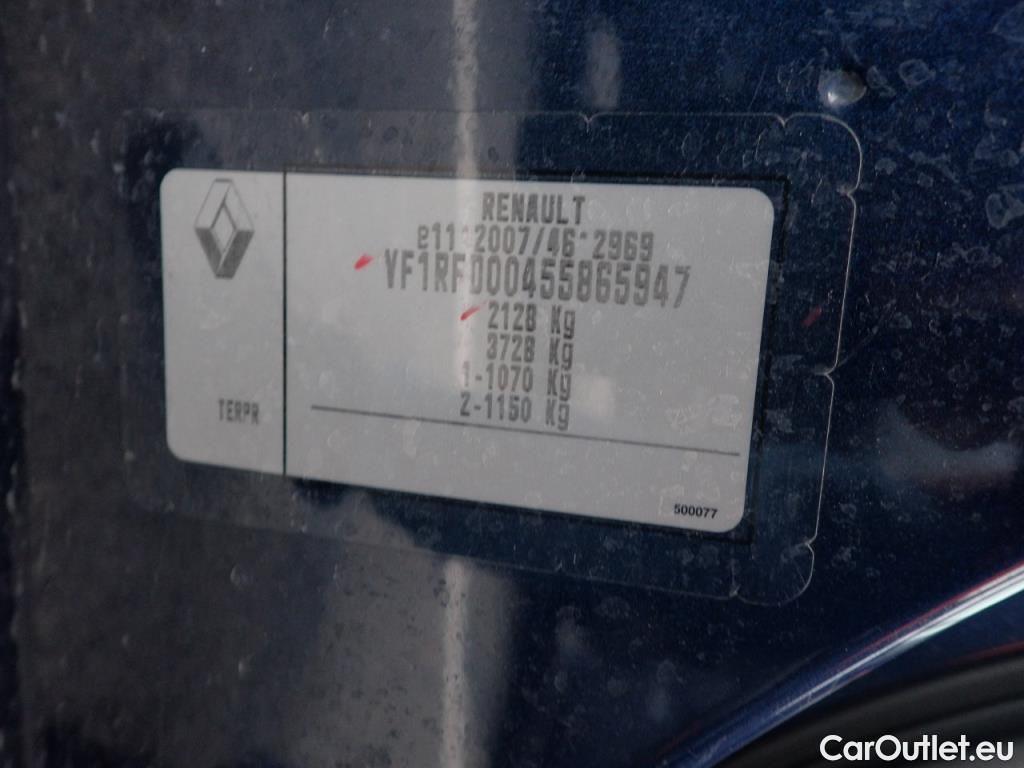 RENAULT
e11*2007/46*2969
VF1RFD00455865947
2128 Kg
3728 Kg
1-1070 Kg
2-1150 Kg
TERPR
500077
CarOutlet.eu